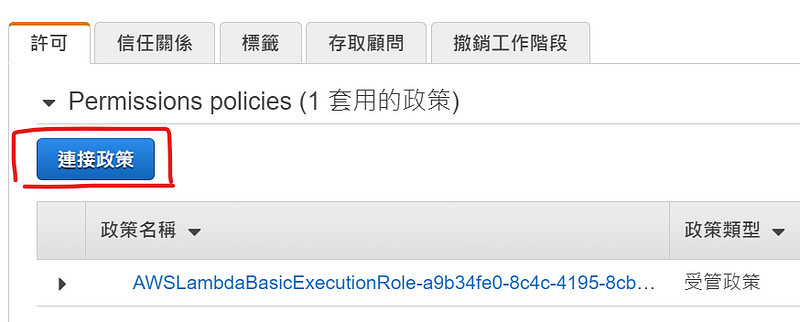 許可 信任關係 標籤 存取顧問 撤銷工作階段
Permissions policies (1 套用的政策)
連接政策
政策名稱 政策類型
AWSLambdaBasicExecutionRole-a9b34fe0-8c4c-4195-8cb… 受管政策